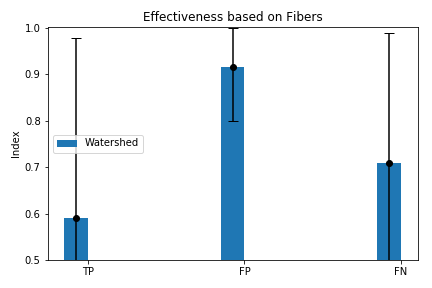 Effectiveness based on Fibers
1.0
0.9
0.8
0.7
0.6
0.5
Index
Watershed
TP
FP
FN